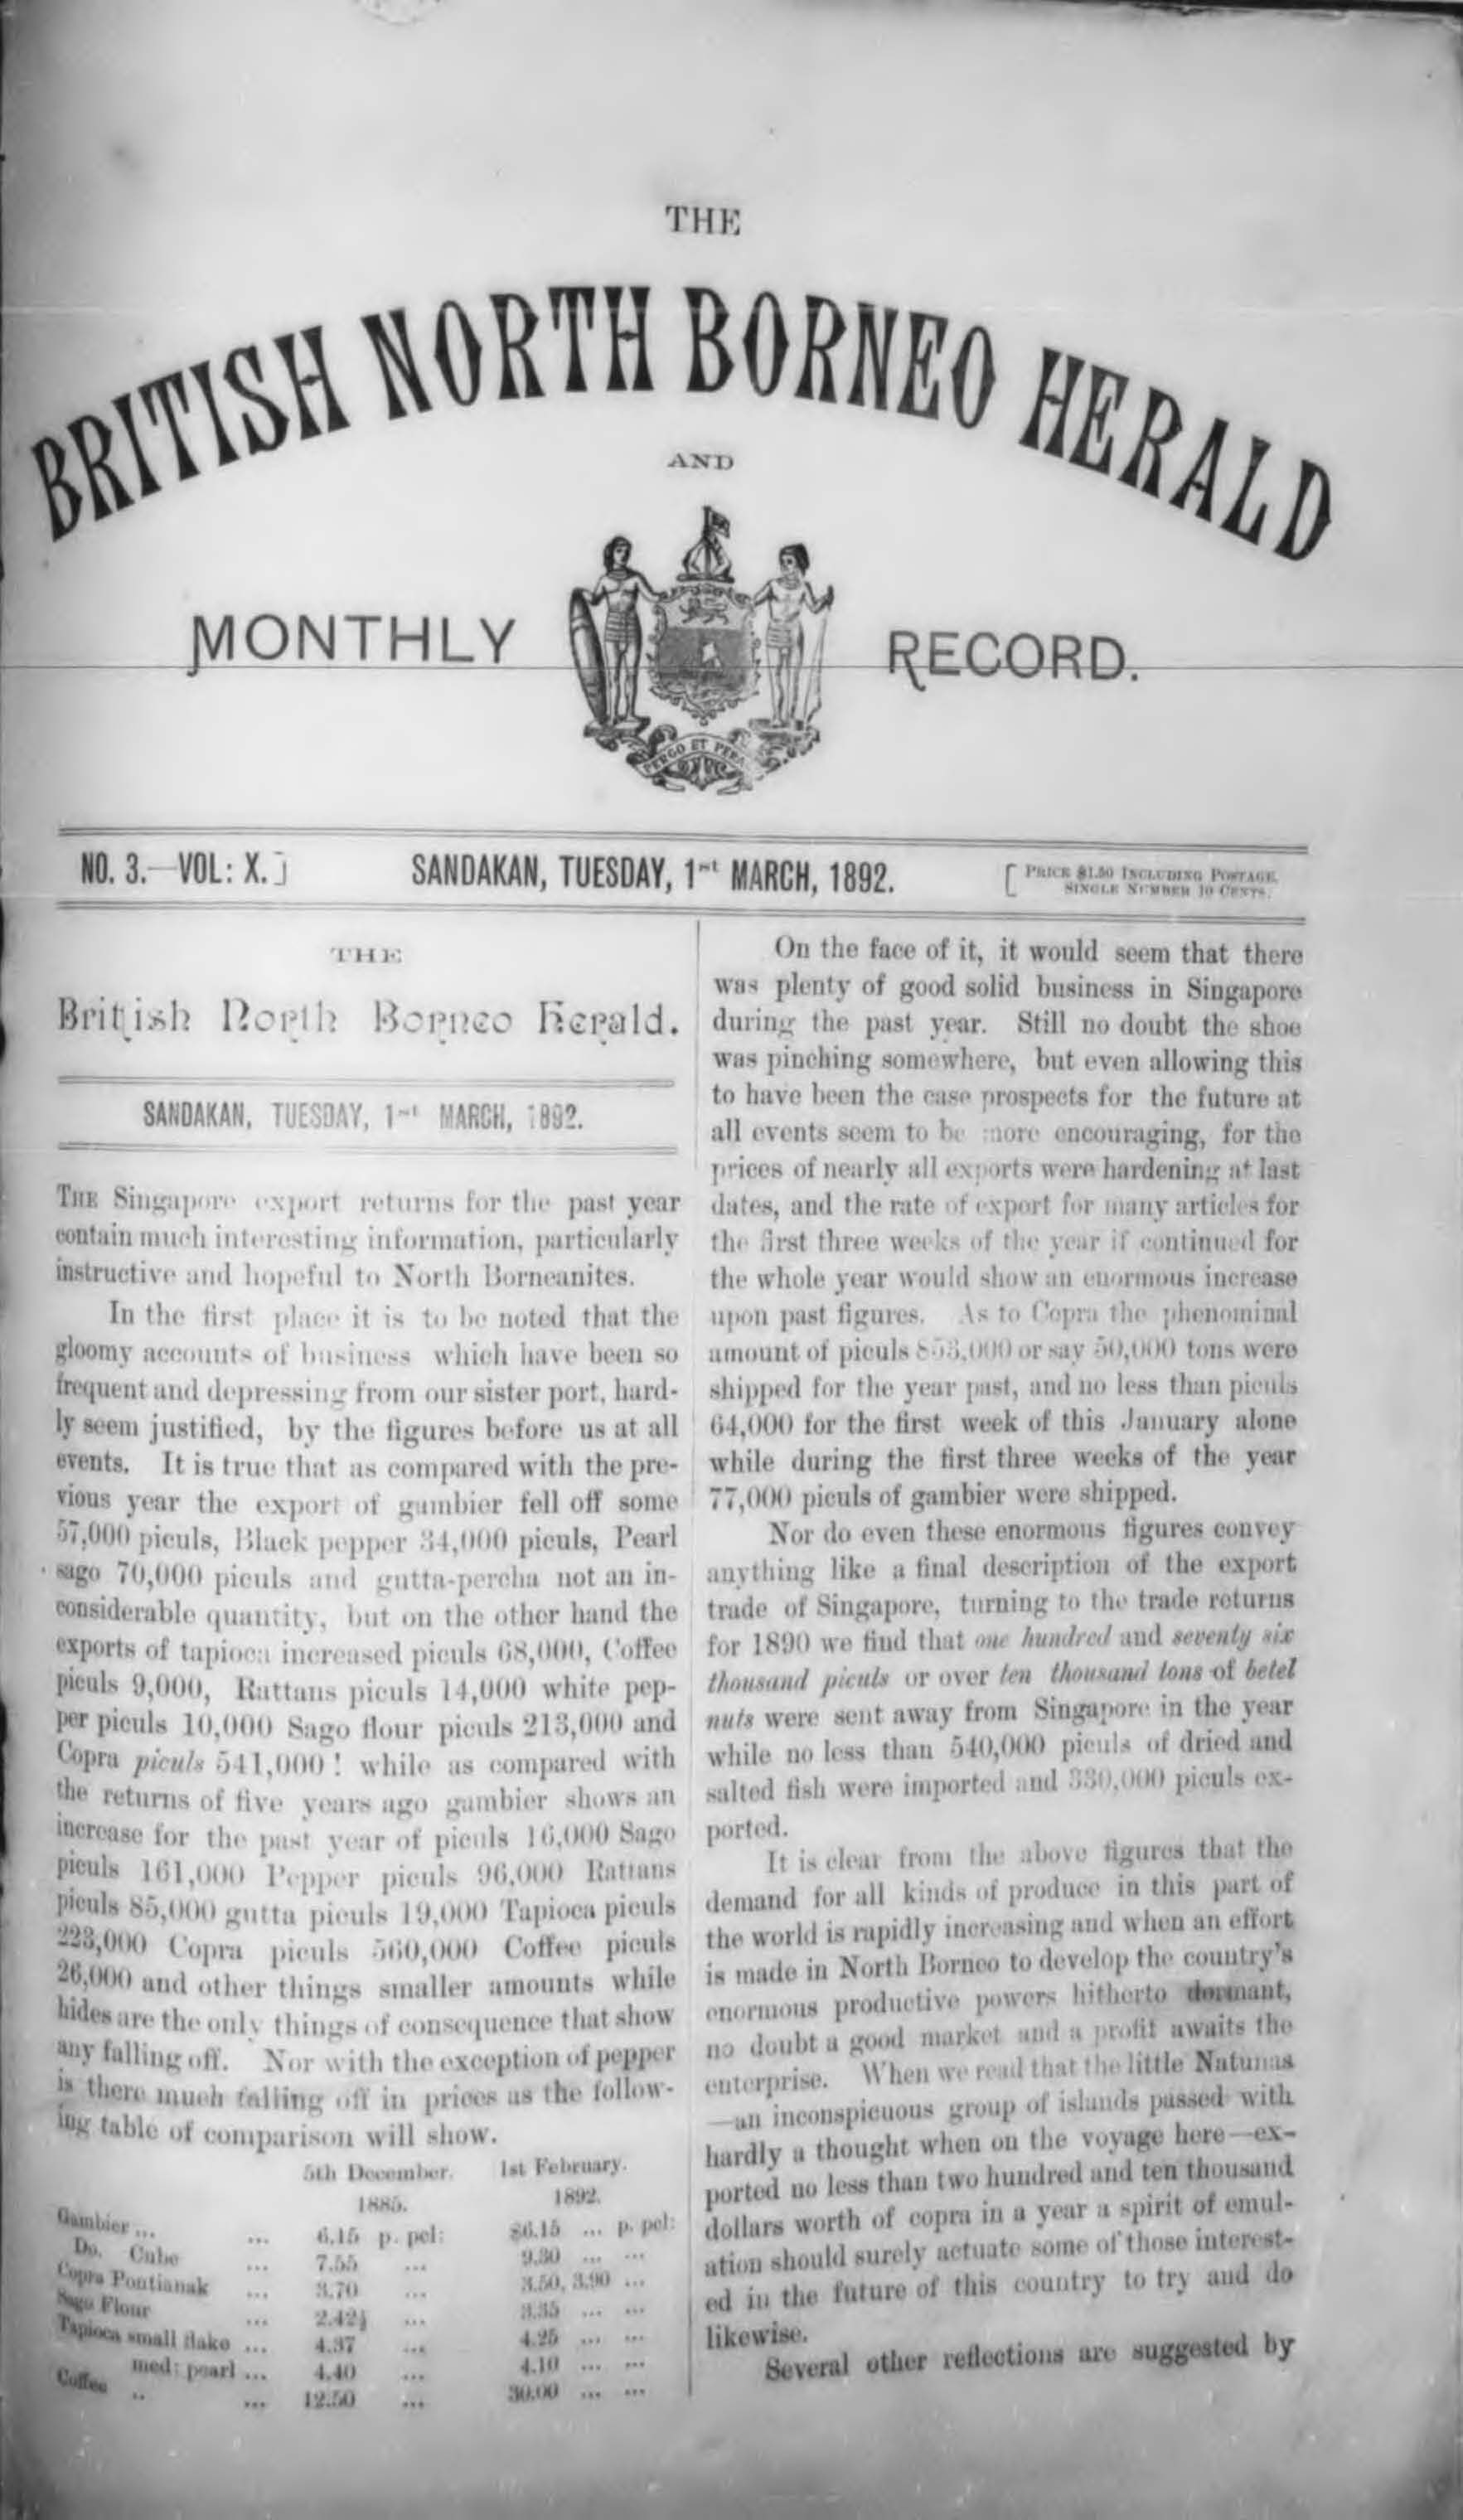 THE
BRITISH NORTH BORNEO HERALD
AND
MONTHLY RECORD.
PERGO ET PERA
NO. 3.—VOL: X.]
SANDAKAN, TUESDAY, 1st MARCH, 1892.
[PRICE $1.50 INCLUDING POSTAGE.
SINGLE NUMBER 10 CENTS.
THE
British North Borneo Herald.
SANDAKAN, TUESDAY, 1st MARCH, 1892.
THE Singapore export returns for the past year
contain much interesting information, particularly
instructive and hopeful to North Borneanites.
In the first place it is to be noted that the
gloomy accounts of business which have been so
frequent and depressing from our sister port, hard-
ly seem justified, by the figures before us at all
events. It is true that as compared with the pre-
vious year the export of gambier fell off some
57,000 piculs, Black pepper 34,000 piculs, Pearl
sago 70,000 piculs and gutta-percha not an in-
considerable quantity, but on the other hand the
exports of tapioca increased piculs 68,000, Coffee
piculs 9,000, Rattans piculs 14,000 white pep-
per piculs 10,000 Sago flour piculs 213,000 and
Copra piculs 541,000! while as compared with
the returns of five years ago gambier shows an
increase for the past year of piculs 16,000 Sago
piculs 161,000 Pepper piculs 96,000 Rattans
piculs 85,000 gutta piculs 19,000 Tapioca piculs
223,000 Copra piculs 560,000 Coffee piculs
26,000 and other things smaller amounts while
hides are the only things of consequence that show
any falling off. Nor with the exception of pepper
is there much falling off in prices as the follow-
ing table of comparison will show.
5th December. 1st February.
1885. 1892.
Gambier ... ... 6.15 p. pcl: $6.15 ... p. pcl:
Do. Cube ... 7.55 ... 9.30 ... ...
Copra Pontianak ... 3.70 ... 3.50, 3.90 ...
Sago Flour ... 2.42½ ... 3.35 ... ...
Tapioca small flake ... 4.37 ... 4.25 ... ...
med: pearl ... 4.40 ... 4.10 ... ...
Coffee " ... 12.50 ... 30.00 ... ...
On the face of it, it would seem that there
was plenty of good solid business in Singapore
during the past year. Still no doubt the shoe
was pinching somewhere, but even allowing this
to have been the case prospects for the future at
all events seem to be more encouraging, for the
prices of nearly all exports were hardening at last
dates, and the rate of export for many articles for
the first three weeks of the year if continued for
the whole year would show an enormous increase
upon past figures. As to Copra the phenominal
amount of piculs 853,000 or say 50,000 tons were
shipped for the year past, and no less than piculs
64,000 for the first week of this January alone
while during the first three weeks of the year
77,000 piculs of gambier were shipped.
Nor do even these enormous figures convey
anything like a final description of the export
trade of Singapore, turning to the trade returns
for 1890 we find that one hundred and seventy six
thousand piculs or over ten thousand tons of betel
nuts were sent away from Singapore in the year
while no less than 540,000 piculs of dried and
salted fish were imported and 330,000 piculs ex-
ported.
It is clear from the above figures that the
demand for all kinds of produce in this part of
the world is rapidly increasing and when an effort
is made in North Borneo to develop the country's
enormous productive powers hitherto dormant,
no doubt a good market and a profit awaits the
enterprise. When we read that the little Natunas
—an inconspicuous group of islands passed with
hardly a thought when on the voyage here—ex-
ported no less than two hundred and ten thousand
dollars worth of copra in a year a spirit of emul-
ation should surely actuate some of those interest-
ed in the future of this country to try and do
likewise.
Several other reflections are suggested by